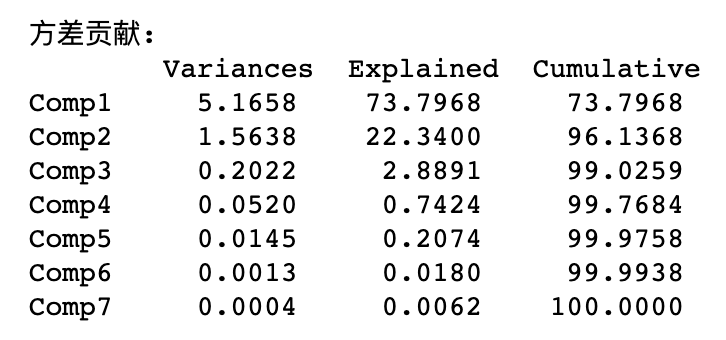 方差贡献：
Variances Explained Cumulative
Comp1 5.1658 73.7968 73.7968
Comp2 1.5638 22.3400 96.1368
Comp3 0.2022 2.8891 99.0259
Comp4 0.0520 0.7424 99.7684
Comp5 0.0145 0.2074 99.9758
Comp6 0.0013 0.0180 99.9938
Comp7 0.0004 0.0062 100.0000